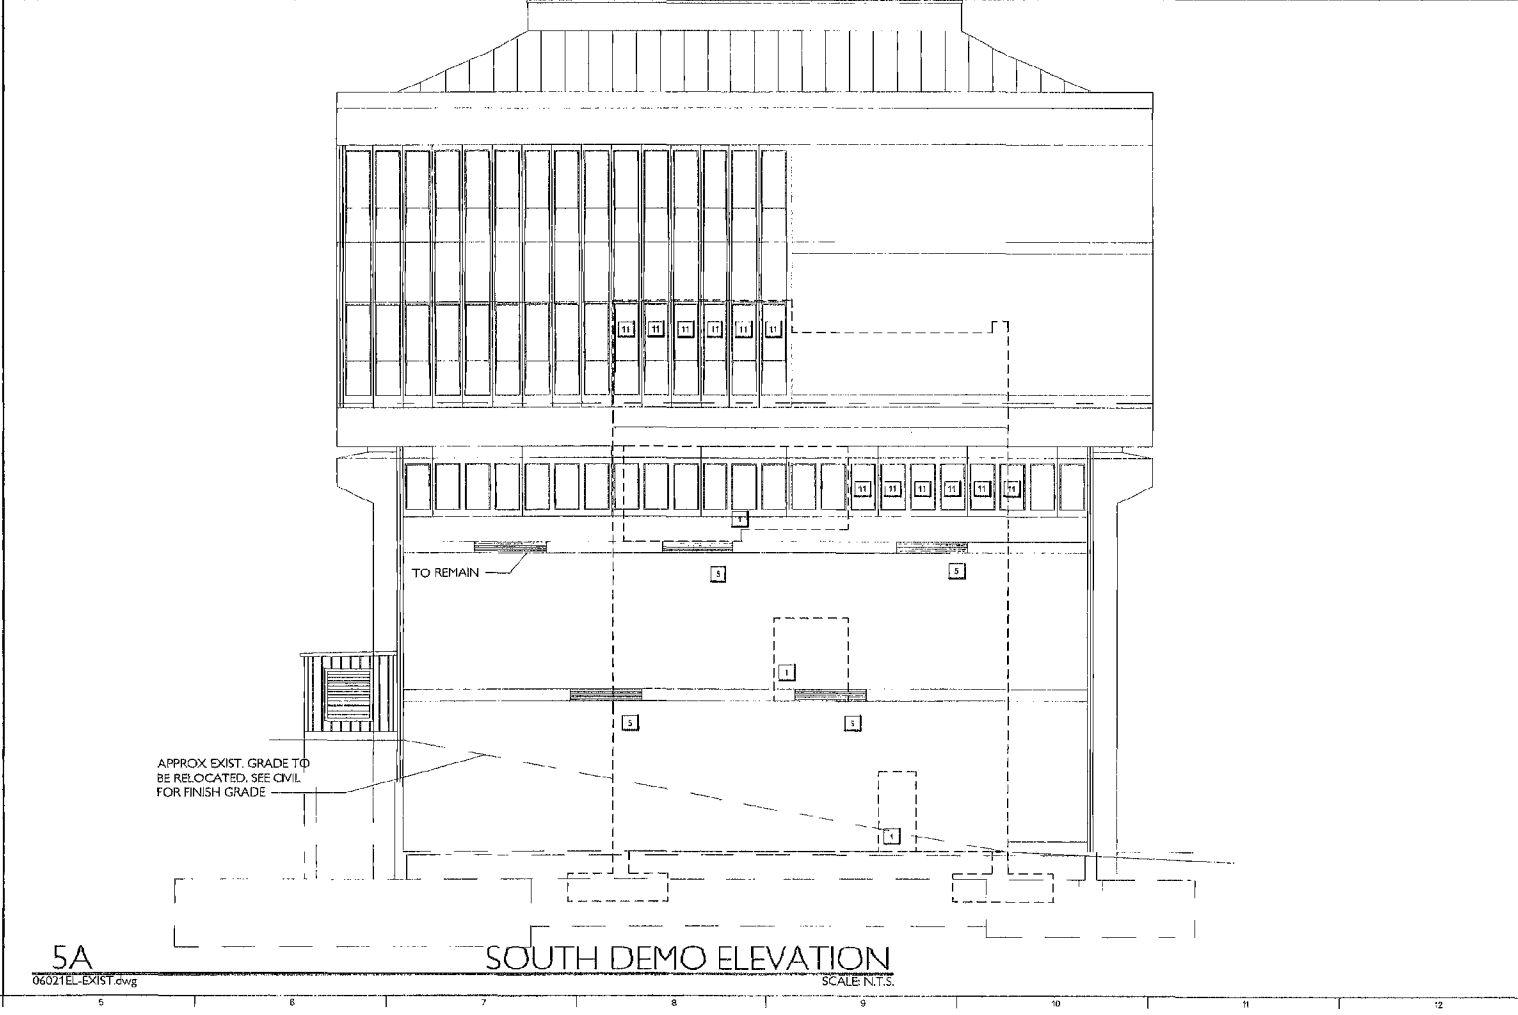 11 11 11 11 11 11
11 11 11 11 11 11
1
TO REMAIN
5 5
1
5 5
APPROX EXIST. GRADE TO
BE RELOCATED, SEE CIVIL
FOR FINISH GRADE
1
5A
SOUTH DEMO ELEVATION
06021EL-EXIST.dwg
SCALE: N.T.S.
5 6 7 8 9 10 11 12